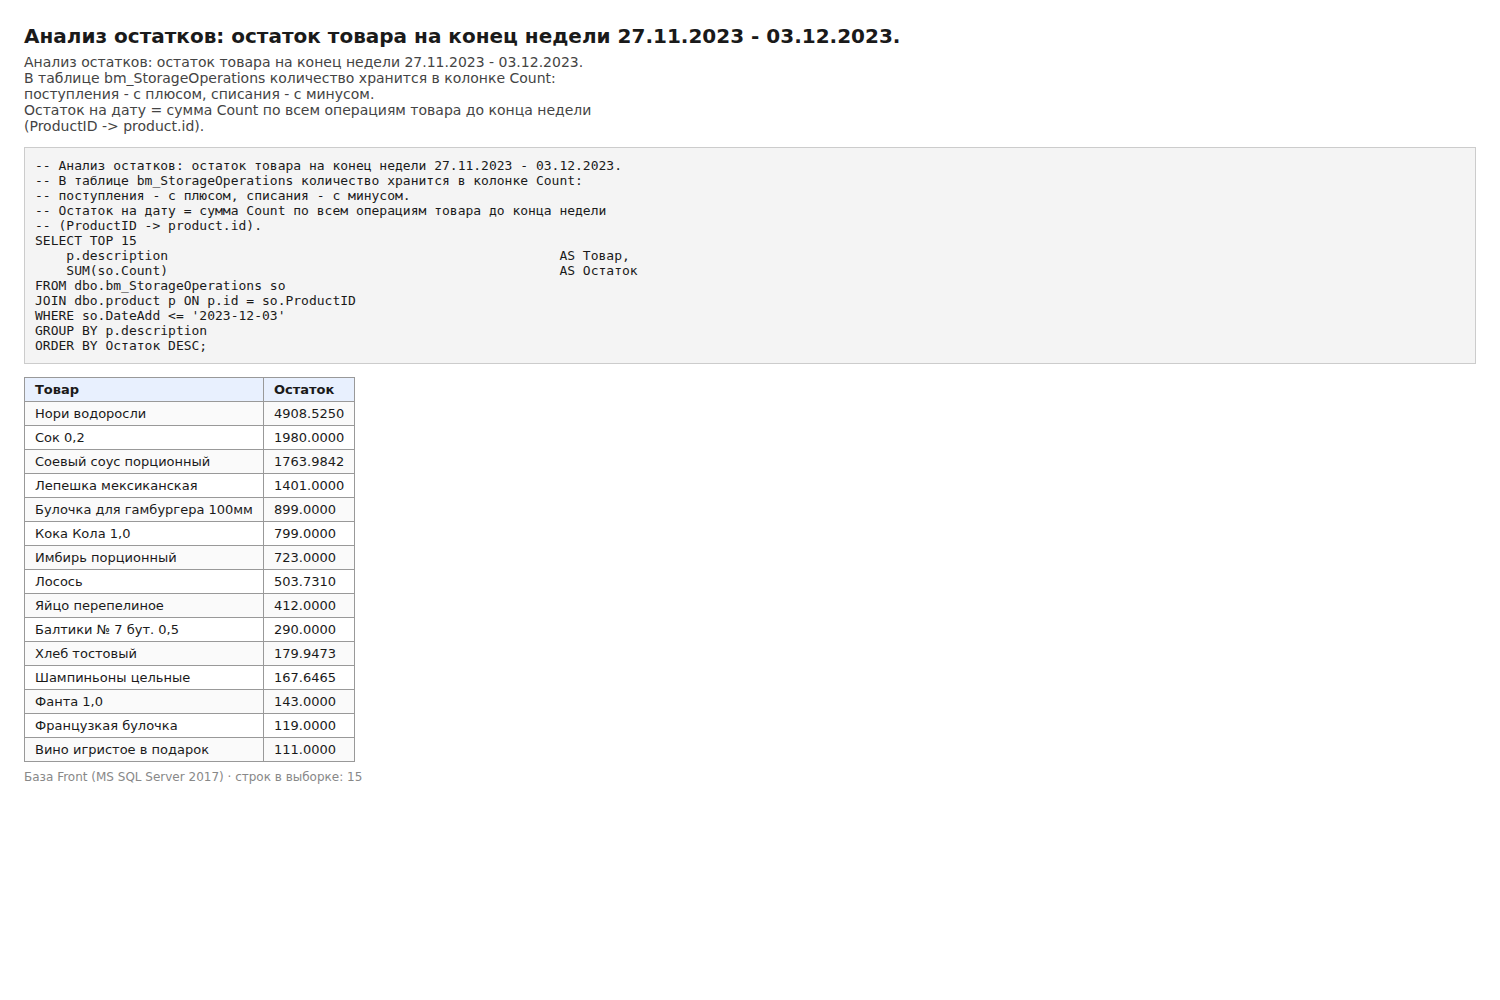 Анализ остатков: остаток товара на конец недели 27.11.2023 - 03.12.2023.
Анализ остатков: остаток товара на конец недели 27.11.2023 - 03.12.2023.
В таблице bm_StorageOperations количество хранится в колонке Count:
поступления - с плюсом, списания - с минусом.
Остаток на дату = сумма Count по всем операциям товара до конца недели
(ProductID -> product.id).
-- Анализ остатков: остаток товара на конец недели 27.11.2023 - 03.12.2023.
-- В таблице bm_StorageOperations количество хранится в колонке Count:
-- поступления - с плюсом, списания - с минусом.
-- Остаток на дату = сумма Count по всем операциям товара до конца недели
-- (ProductID -> product.id).
SELECT TOP 15
    p.description                                                  AS Товар,
    SUM(so.Count)                                                  AS Остаток
FROM dbo.bm_StorageOperations so
JOIN dbo.product p ON p.id = so.ProductID
WHERE so.DateAdd <= '2023-12-03'
GROUP BY p.description
ORDER BY Остаток DESC;
Товар Остаток
Нори водоросли 4908.5250
Сок 0,2 1980.0000
Соевый соус порционный 1763.9842
Лепешка мексиканская 1401.0000
Булочка для гамбургера 100мм 899.0000
Кока Кола 1,0 799.0000
Имбирь порционный 723.0000
Лосось 503.7310
Яйцо перепелиное 412.0000
Балтики № 7 бут. 0,5 290.0000
Хлеб тостовый 179.9473
Шампиньоны цельные 167.6465
Фанта 1,0 143.0000
Французкая булочка 119.0000
Вино игристое в подарок 111.0000
База Front (MS SQL Server 2017) · строк в выборке: 15